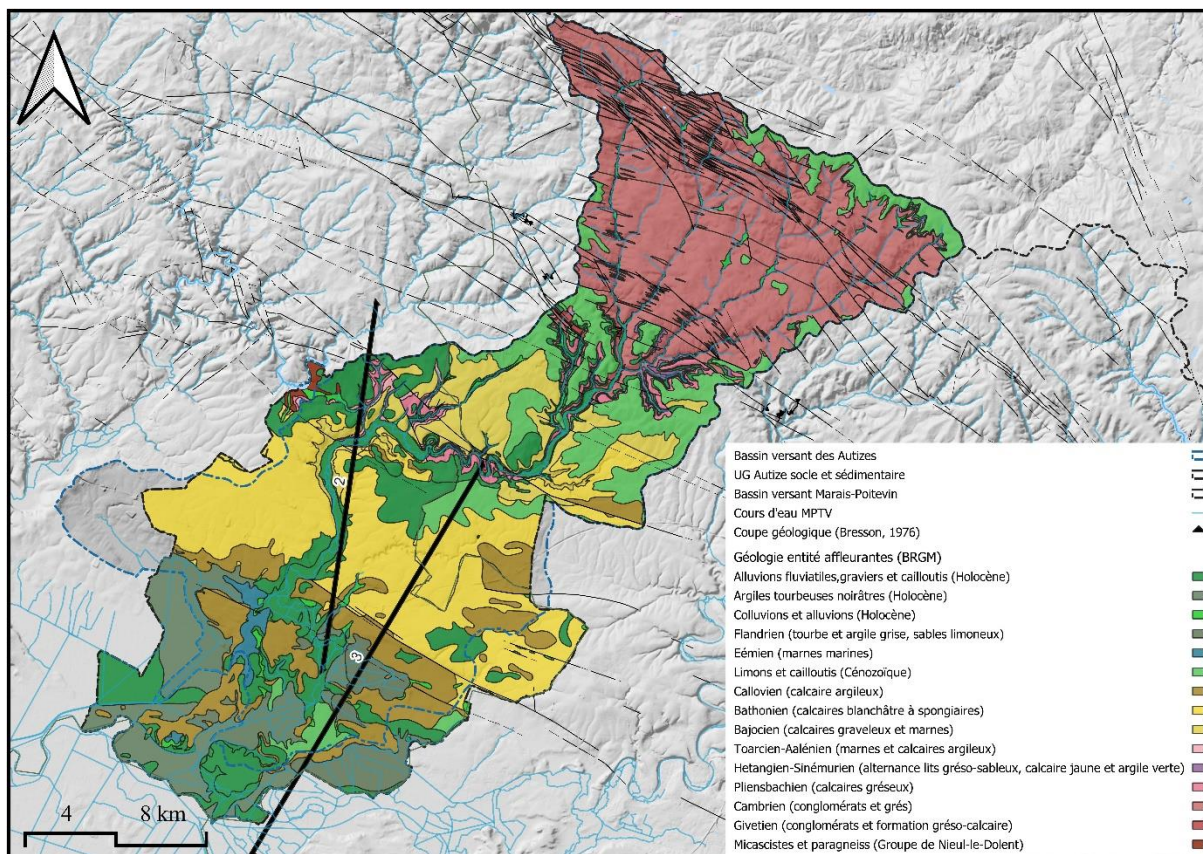 2
3
4 8 km
Bassin versant des Autizes
UG Autize socle et sédimentaire
Bassin versant Marais-Poitevin
Cours d'eau MPTV
Coupe géologique (Bresson, 1976)
Géologie entité affleurantes (BRGM)
Alluvions fluviatiles,graviers et cailloutis (Holocène)
Argiles tourbeuses noirâtres (Holocène)
Colluvions et alluvions (Holocène)
Flandrien (tourbe et argile grise, sables limoneux)
Eémien (marnes marines)
Limons et cailloutis (Cénozoïque)
Callovien (calcaire argileux)
Bathonien (calcaires blanchâtre à spongiaires)
Bajocien (calcaires graveleux et marnes)
Toarcien-Aalénien (marnes et calcaires argileux)
Hetangien-Sinémurien (alternance lits gréso-sableux, calcaire jaune et argile verte)
Pliensbachien (calcaires gréseux)
Cambrien (conglomérats et grés)
Givetien (conglomérats et formation gréso-calcaire)
Micascistes et paragneiss (Groupe de Nieul-le-Dolent)